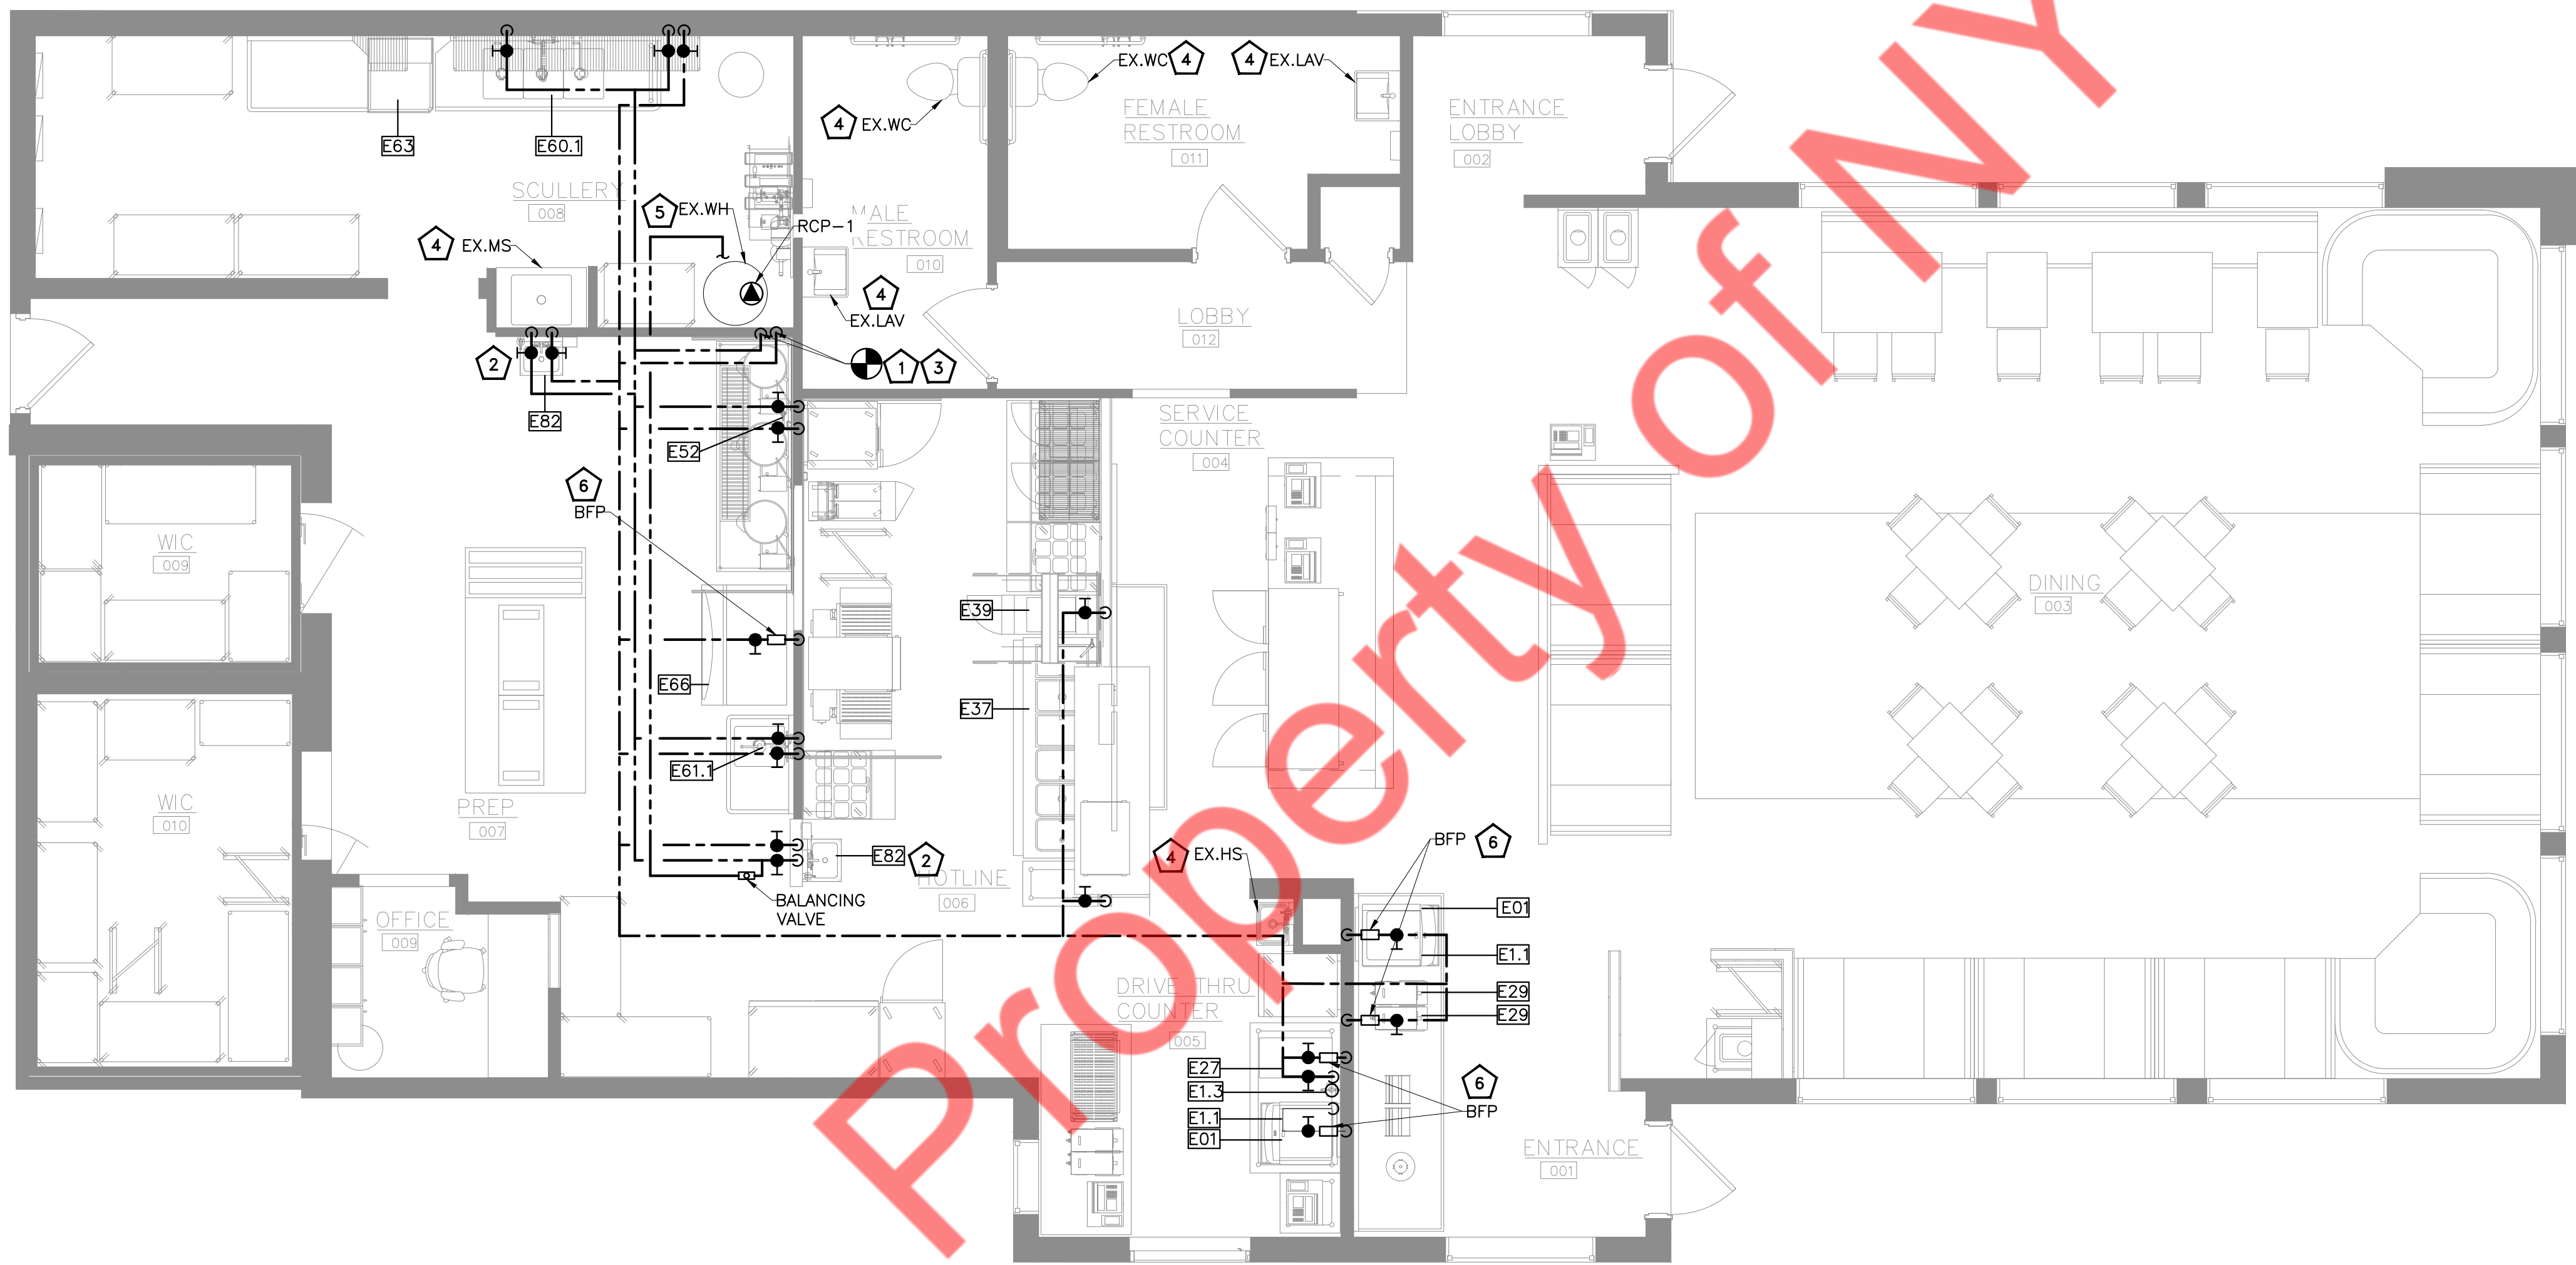 E63
E60.1
SCULLERY
008
4
EX.MS
5
EX.WH
RCP-1
4
EX.WC
MALE
RESTROOM
010
4
EX.LAV
EX.WC
4
4
EX.LAV
FEMALE
RESTROOM
011
ENTRANCE
LOBBY
002
LOBBY
012
1
3
2
E82
E52
6
BFP
WIC
009
SERVICE
COUNTER
004
E39
E66
E37
E61.1
WIC
010
PREP
007
DINING
003
E82
2
HOTLINE
006
BALANCING
VALVE
OFFICE
009
4
EX.HS
BFP
6
E01
E1.1
E29
E29
DRIVE THRU
COUNTER
005
E27
E1.3
E1.1
E01
6
BFP
ENTRANCE
001
Property of NY